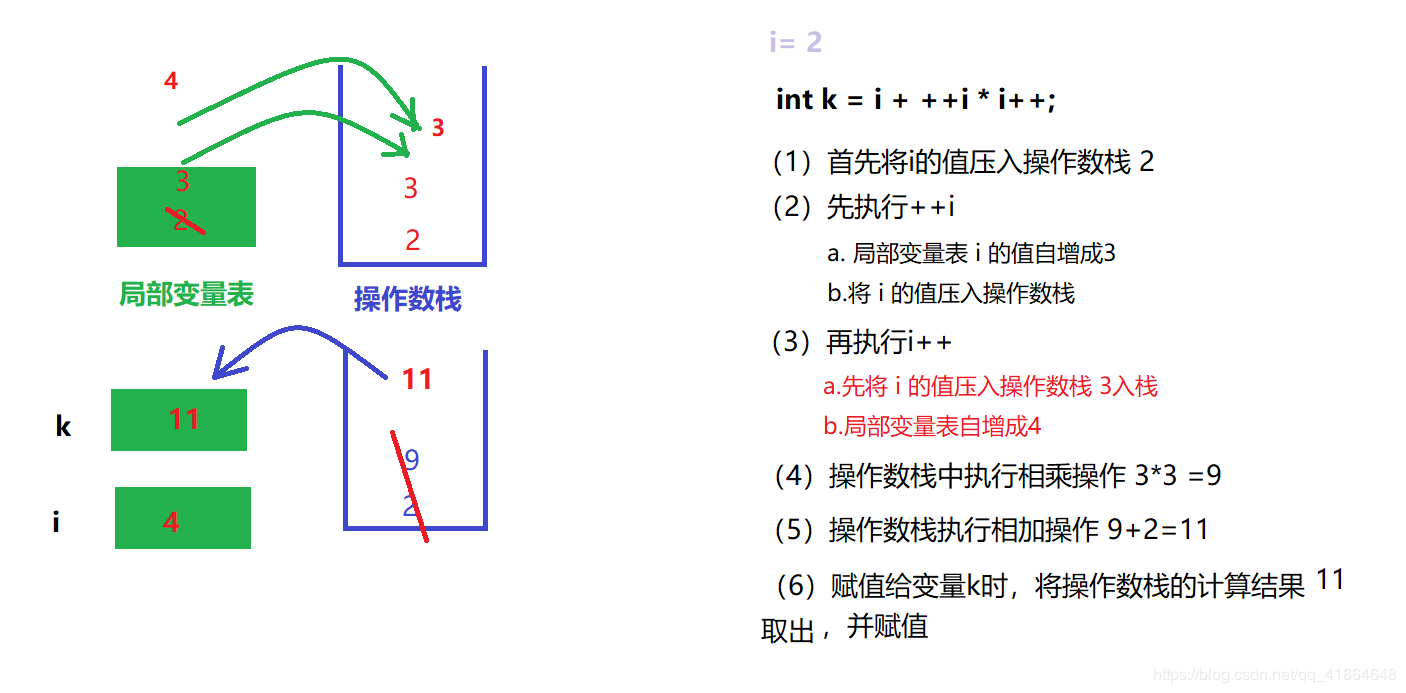 4
3
3
2
3
2
局部变量表
操作数栈
11
9
2
k
11
i
4
i= 2
int k = i + ++i * i++;
（1）首先将i的值压入操作数栈 2
（2）先执行++i
a. 局部变量表 i 的值自增成3
b.将 i 的值压入操作数栈
（3）再执行i++
a.先将 i 的值压入操作数栈 3入栈
b.局部变量表自增成4
（4）操作数栈中执行相乘操作 3*3 =9
（5）操作数栈执行相加操作 9+2=11
（6）赋值给变量k时，将操作数栈的计算结果 11
取出 ，并赋值
https://blog.csdn.net/qq_41864648